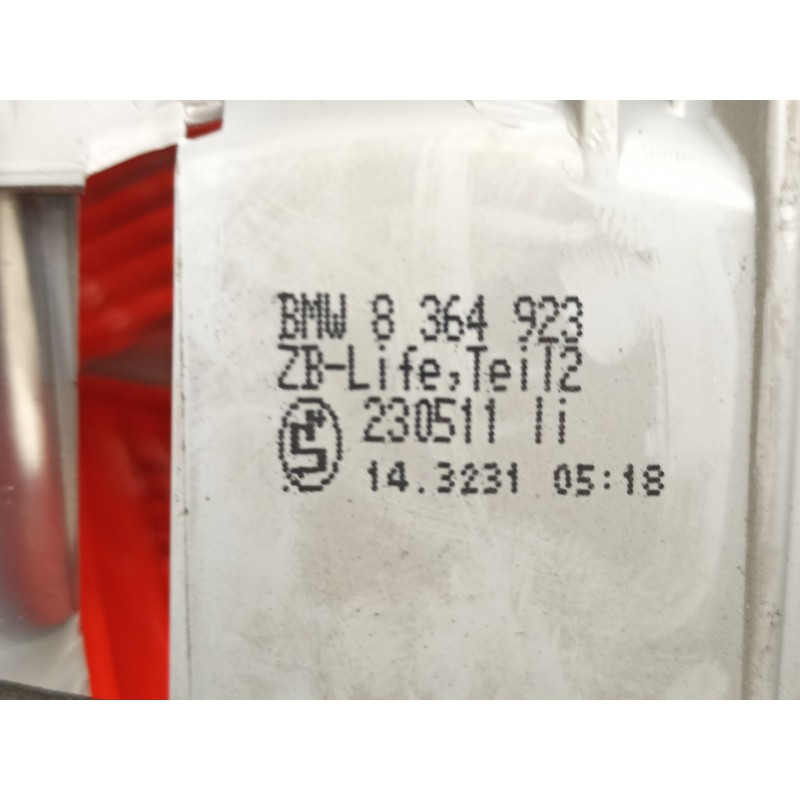 BMW 8 364 923
ZB-Life,Teil2
230511 li
14.3231 05:18